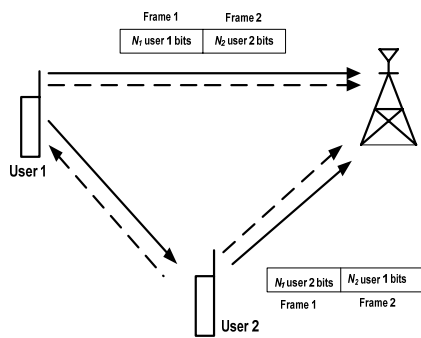 Frame 1 Frame 2
N1 user 1 bits N2 user 2 bits
User 1
N1 user 2 bits N2 user 1 bits
Frame 1 Frame 2
User 2